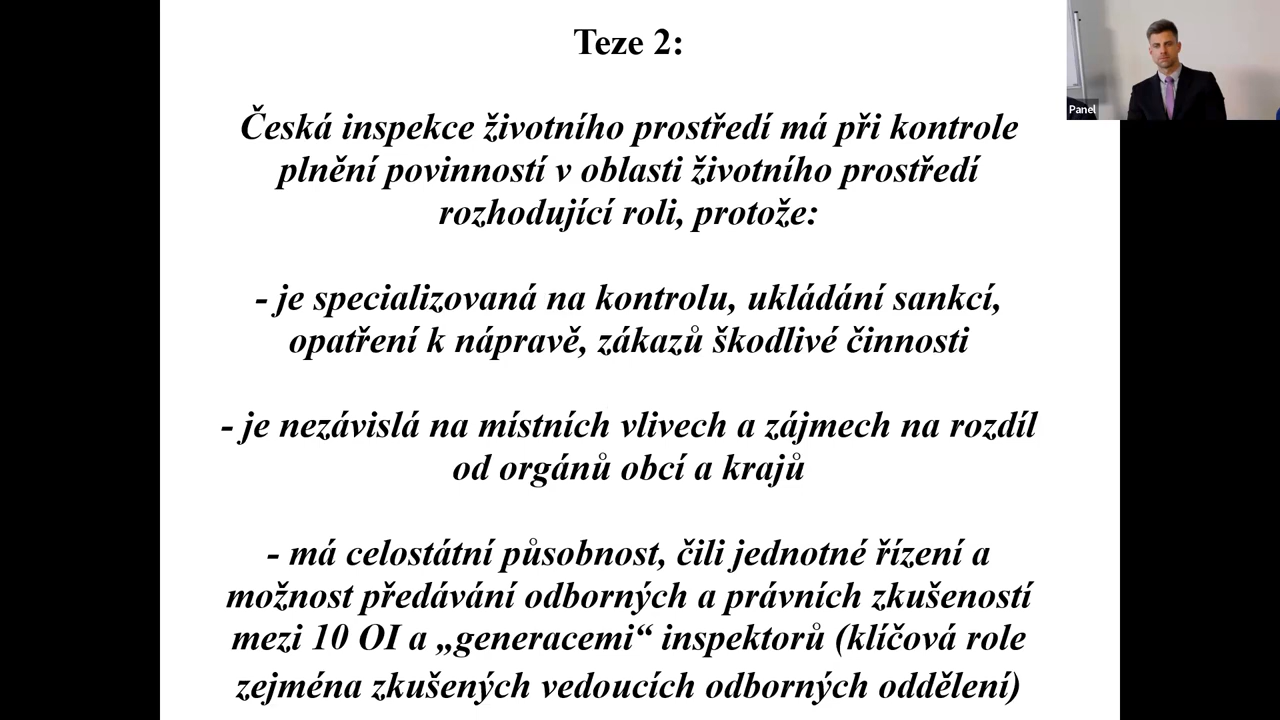 Teze 2:
Česká inspekce životního prostředí má při kontrole
plnění povinností v oblasti životního prostředí
rozhodující roli, protože:
- je specializovaná na kontrolu, ukládání sankcí,
opatření k nápravě, zákazů škodlivé činnosti
- je nezávislá na místních vlivech a zájmech na rozdíl
od orgánů obcí a krajů
- má celostátní působnost, čili jednotné řízení a
možnost předávání odborných a právních zkušeností
mezi 10 OI a „generacemi“ inspektorů (klíčová role
zejména zkušených vedoucích odborných oddělení)
Panel